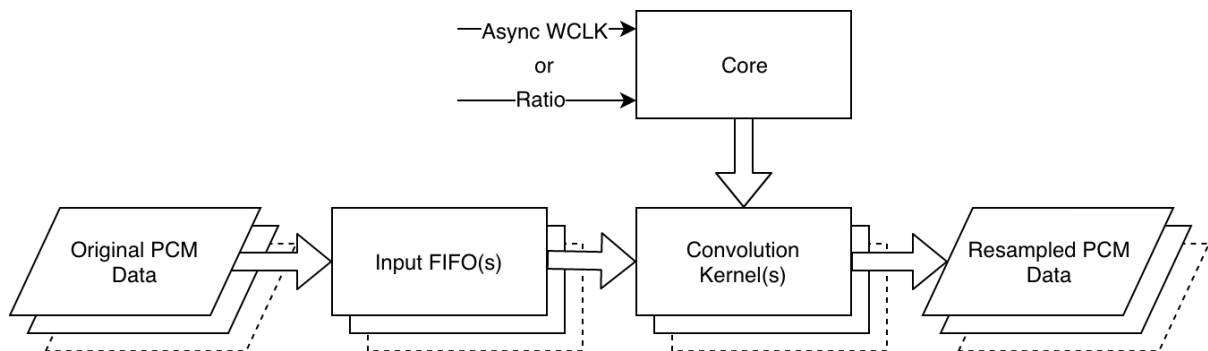 Async WCLK
or
Ratio
Core
Original PCM
Data
Input FIFO(s)
Convolution
Kernel(s)
Resampled PCM
Data